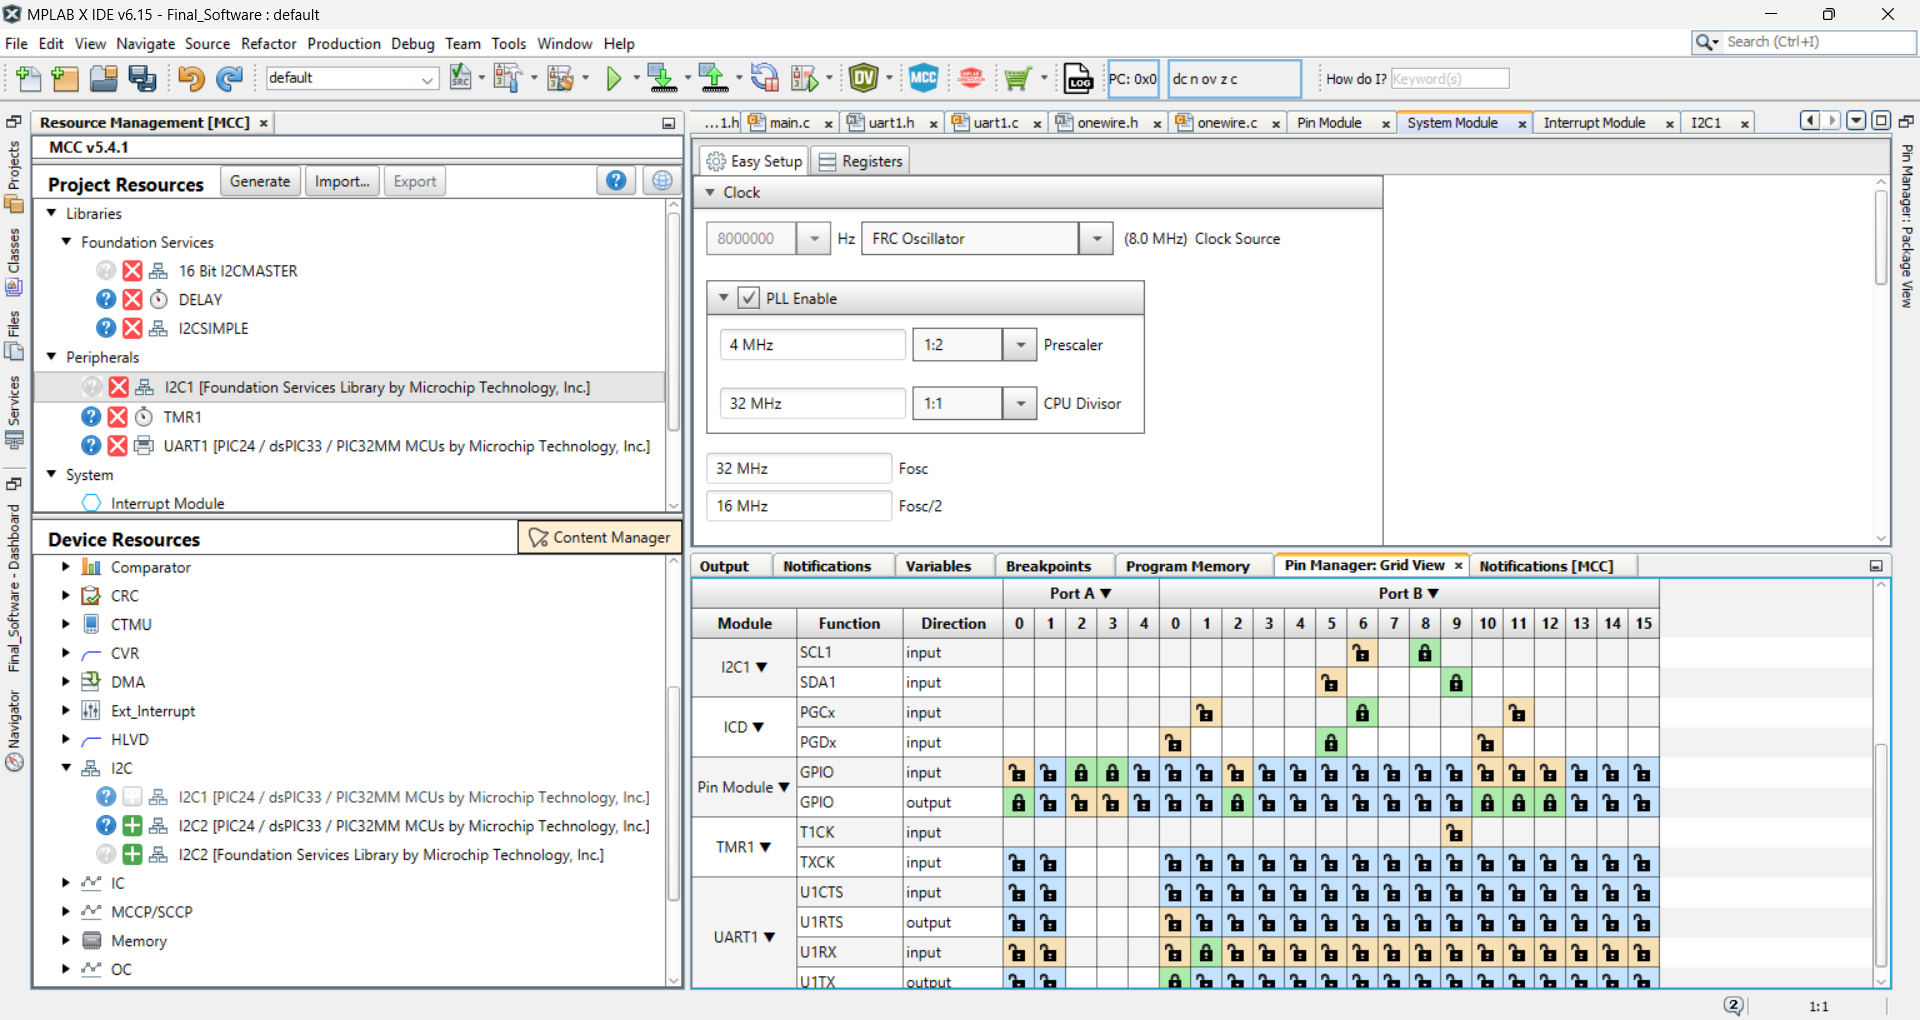 MPLAB X IDE v6.15 - Final_Software : default
File Edit View Navigate Source Refactor Production Debug Team Tools Window Help
Search (Ctrl+I)
default
SRC
DV
MCC
LOG
PC: 0x0
dc n ov z c
How do I?
Keyword(s)
Projects
Classes
Files
Services
Final_Software - Dashboard
Navigator
Resource Management [MCC]
MCC v5.4.1
Project Resources
Generate
Import...
Export
Libraries
Foundation Services
16 Bit I2CMASTER
DELAY
I2CSIMPLE
Peripherals
I2C1 [Foundation Services Library by Microchip Technology, Inc.]
TMR1
UART1 [PIC24 / dsPIC33 / PIC32MM MCUs by Microchip Technology, Inc.]
System
Interrupt Module
Device Resources
Content Manager
Comparator
CRC
CTMU
CVR
DMA
Ext_Interrupt
HLVD
I2C
I2C1 [PIC24 / dsPIC33 / PIC32MM MCUs by Microchip Technology, Inc.]
I2C2 [PIC24 / dsPIC33 / PIC32MM MCUs by Microchip Technology, Inc.]
I2C2 [Foundation Services Library by Microchip Technology, Inc.]
IC
MCCP/SCCP
Memory
OC
...1.h main.c uart1.h uart1.c onewire.h onewire.c Pin Module System Module Interrupt Module I2C1
Easy Setup Registers
Clock
8000000 Hz FRC Oscillator (8.0 MHz) Clock Source
PLL Enable
4 MHz 1:2 Prescaler
32 MHz 1:1 CPU Divisor
32 MHz Fosc
16 MHz Fosc/2
Pin Manager: Package View
Output Notifications Variables Breakpoints Program Memory Pin Manager: Grid View Notifications [MCC]
Port A ▼ Port B ▼
Module Function Direction 0 1 2 3 4 0 1 2 3 4 5 6 7 8 9 10 11 12 13 14 15
I2C1 ▼
SCL1 input
SDA1 input
ICD ▼
PGCx input
PGDx input
Pin Module ▼
GPIO input
GPIO output
TMR1 ▼
T1CK input
TXCK input
UART1 ▼
U1CTS input
U1RTS output
U1RX input
U1TX output
2
1:1